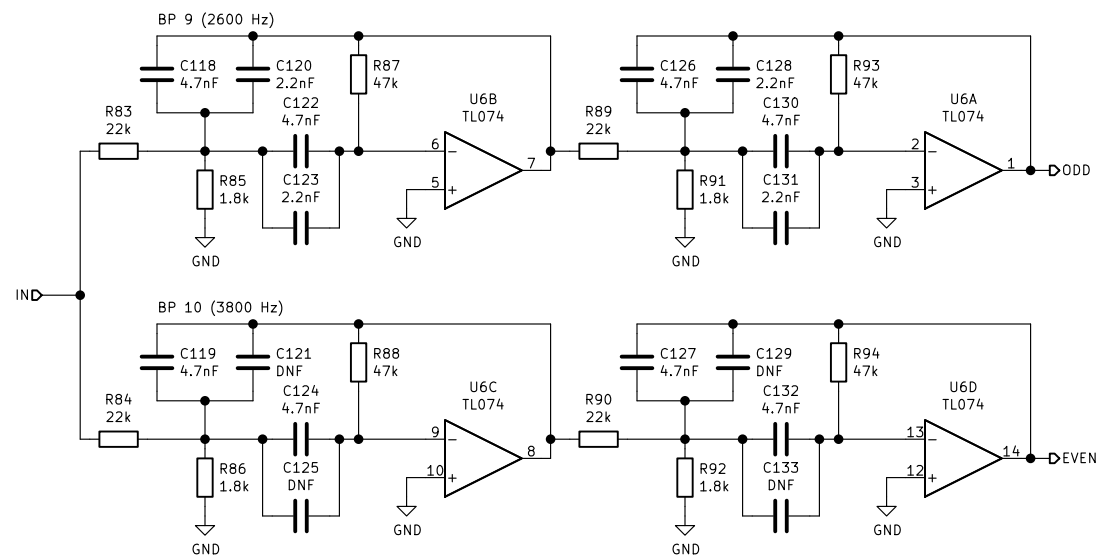 BP 9 (2600 Hz)
C118
4.7nF
C120
2.2nF
R87
47k
C122
4.7nF
U6B
TL074
R83
22k
6
7
5
R85
1.8k
C123
2.2nF
GND
GND
C126
4.7nF
C128
2.2nF
R93
47k
C130
4.7nF
U6A
TL074
R89
22k
2
1
3
ODD
R91
1.8k
C131
2.2nF
GND
GND
IN
BP 10 (3800 Hz)
C119
4.7nF
C121
DNF
R88
47k
C124
4.7nF
U6C
TL074
R84
22k
9
8
10
R86
1.8k
C125
DNF
GND
GND
C127
4.7nF
C129
DNF
R94
47k
C132
4.7nF
U6D
TL074
R90
22k
13
14
12
EVEN
R92
1.8k
C133
DNF
GND
GND